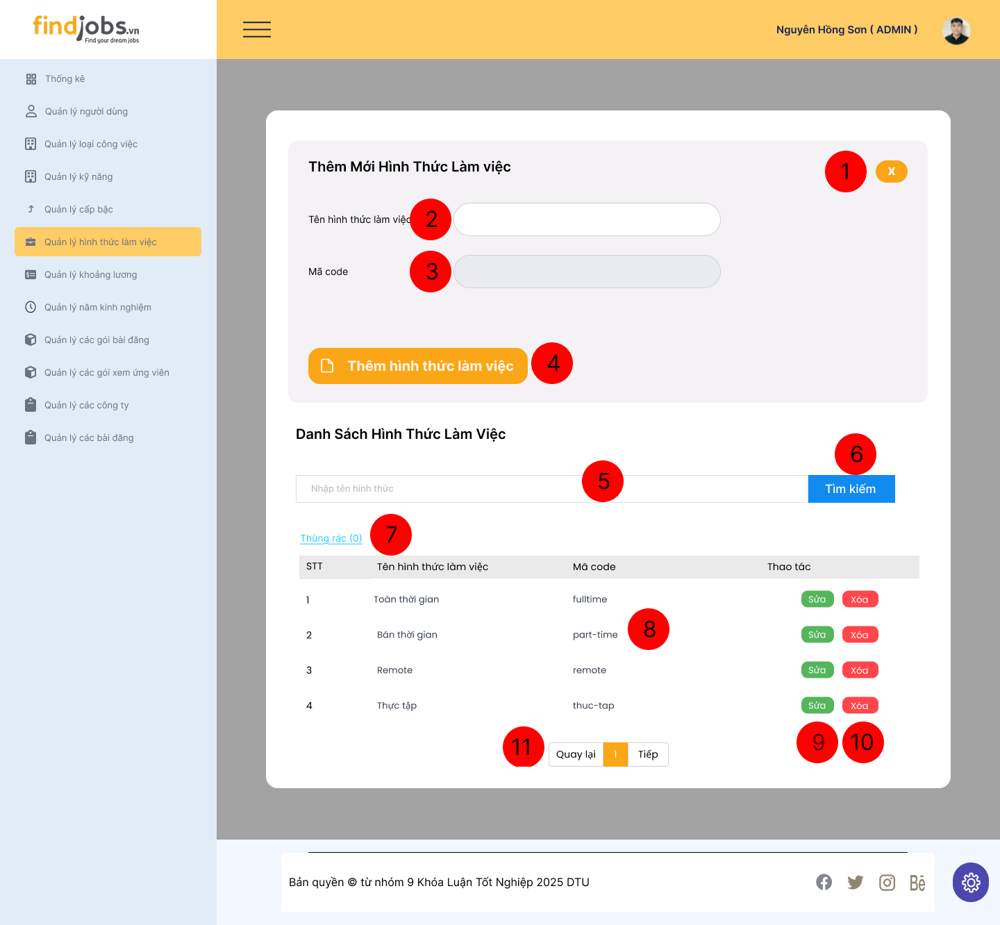 findjobs.vn
Find your dream jobs
Nguyễn Hồng Sơn ( ADMIN )
Thống kê
Quản lý người dùng
Quản lý loại công việc
Quản lý kỹ năng
Quản lý cấp bậc
Quản lý hình thức làm việc
Quản lý khoảng lương
Quản lý năm kinh nghiệm
Quản lý các gói bài đăng
Quản lý các gói xem ứng viên
Quản lý các công ty
Quản lý các bài đăng
Thêm Mới Hình Thức Làm việc
1
X
Tên hình thức làm việc
2
Mã code
3
Thêm hình thức làm việc
4
Danh Sách Hình Thức Làm Việc
6
5
Nhập tên hình thức
Tìm kiếm
Thùng rác (0)
7
STT Tên hình thức làm việc Mã code Thao tác
1 Toàn thời gian fulltime Sửa Xóa
8
2 Bán thời gian part-time Sửa Xóa
3 Remote remote Sửa Xóa
4 Thực tập thuc-tap Sửa Xóa
9 10
11
Quay lại 1 Tiếp
Bản quyền © từ nhóm 9 Khóa Luận Tốt Nghiệp 2025 DTU